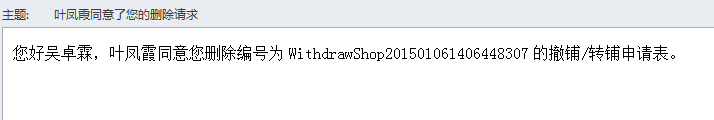 主题: 叶凤霞同意了您的删除请求
您好吴卓霖，叶凤霞同意您删除编号为 WithdrawShop201501061406448307 的撤铺/转铺申请表。